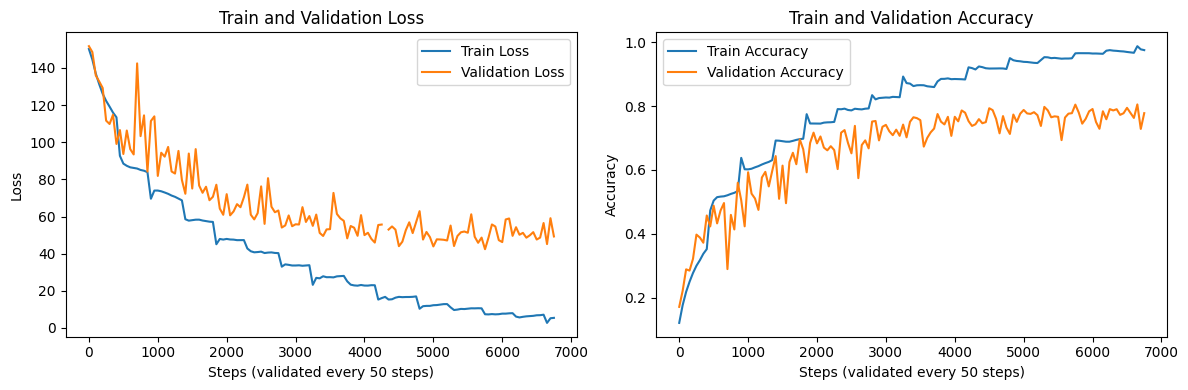 Train and Validation Loss
Train Loss
Validation Loss
140
120
100
80
60
40
20
0
Loss
0 1000 2000 3000 4000 5000 6000 7000
Steps (validated every 50 steps)
Train and Validation Accuracy
Train Accuracy
Validation Accuracy
1.0
0.8
0.6
0.4
0.2
Accuracy
0 1000 2000 3000 4000 5000 6000 7000
Steps (validated every 50 steps)